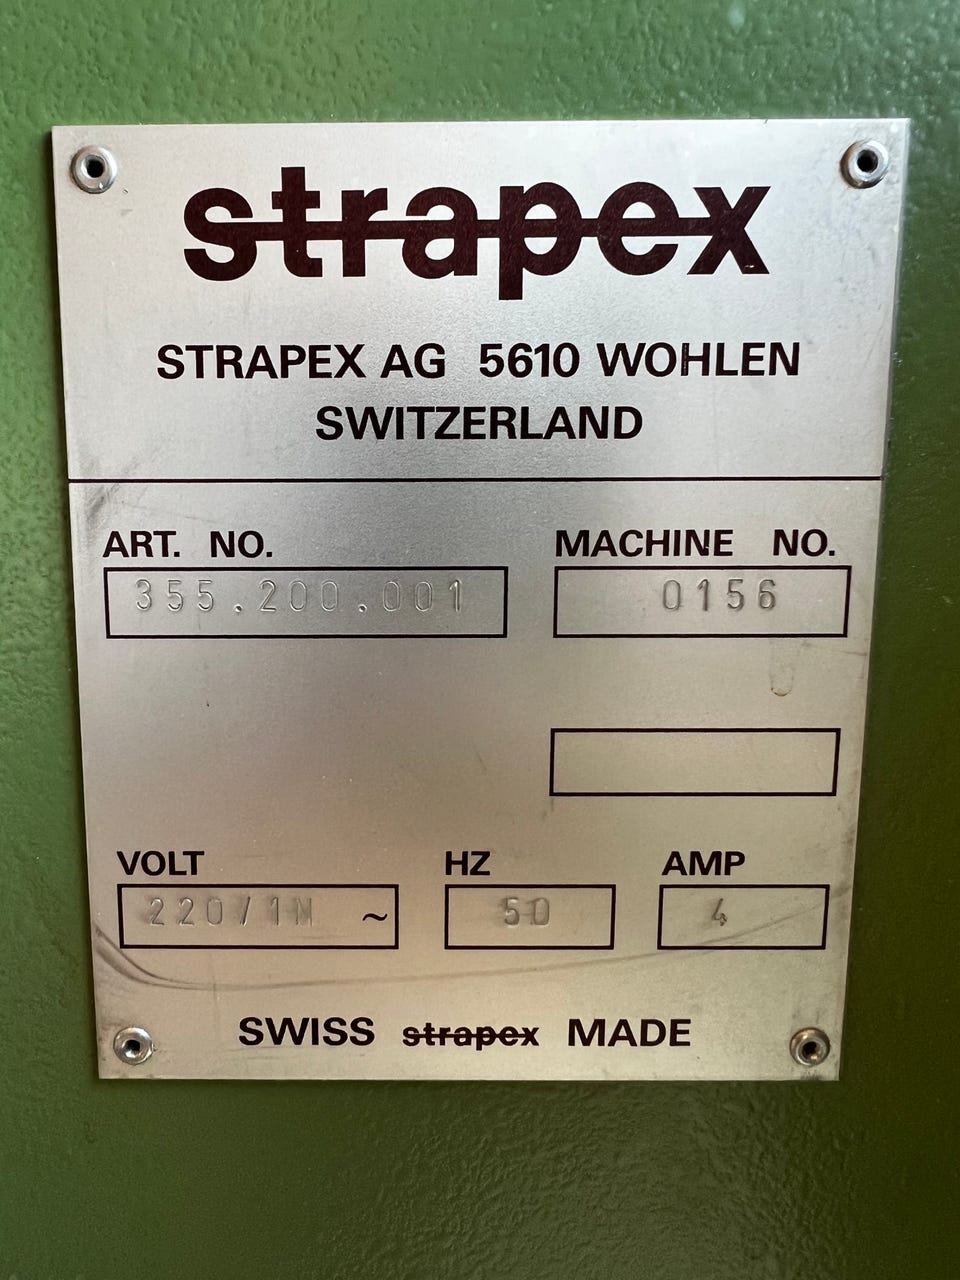 strapex
STRAPEX AG 5610 WOHLEN
SWITZERLAND
ART. NO. MACHINE NO.
355.200.001 0156
VOLT HZ AMP
220/1N ~ 50 4
SWISS strapex MADE